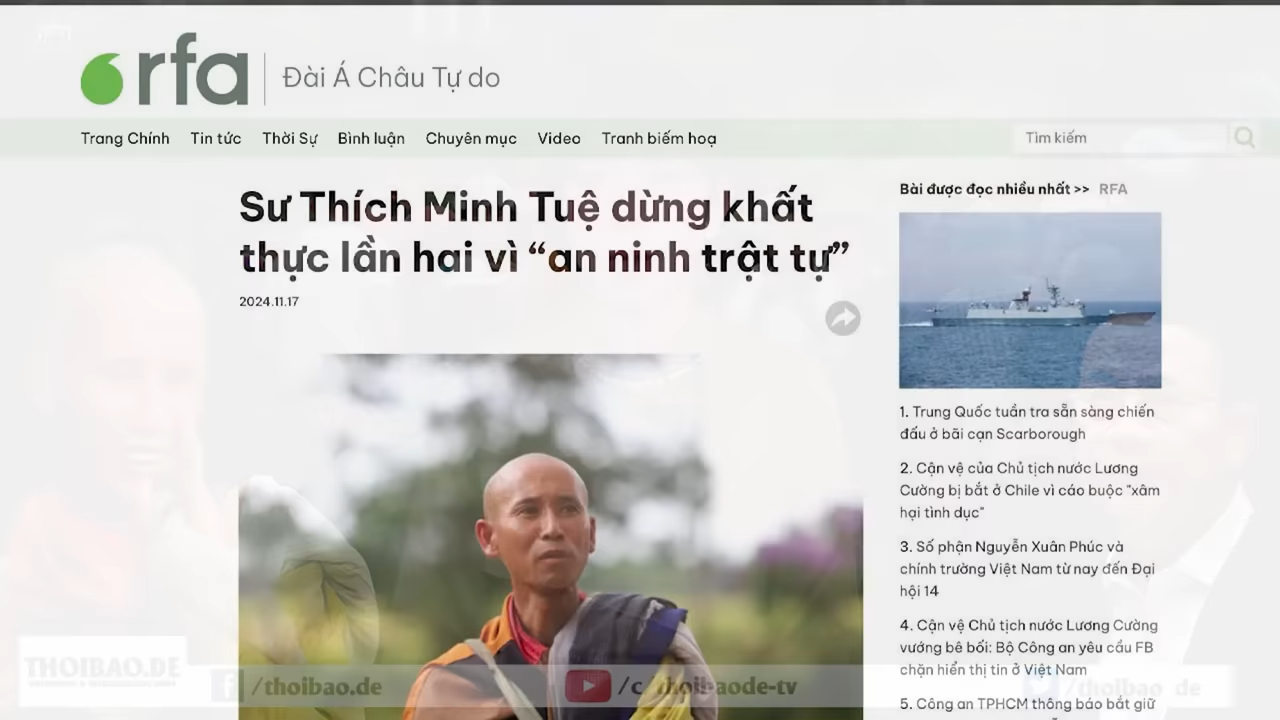 rfa
Đài Á Châu Tự do
Trang Chính Tin tức Thời Sự Bình luận Chuyên mục Video Tranh biếm hoạ
Tìm kiếm
Sư Thích Minh Tuệ dừng khất
thực lần hai vì “an ninh trật tự”
2024.11.17
Bài được đọc nhiều nhất >> RFA
1. Trung Quốc tuần tra sẵn sàng chiến
đấu ở bãi cạn Scarborough
2. Cận vệ của Chủ tịch nước Lương
Cường bị bắt ở Chile vì cáo buộc "xâm
hại tình dục"
3. Số phận Nguyễn Xuân Phúc và
chính trường Việt Nam từ nay đến Đại
hội 14
4. Cận vệ Chủ tịch nước Lương Cường
vướng bê bối: Bộ Công an yêu cầu FB
chặn hiển thị tin ở Việt Nam
5. Công an TPHCM thông báo bắt giữ
THOIBAO.DE
/thoibao.de
/c/thoibaode-tv
/thoibao_de